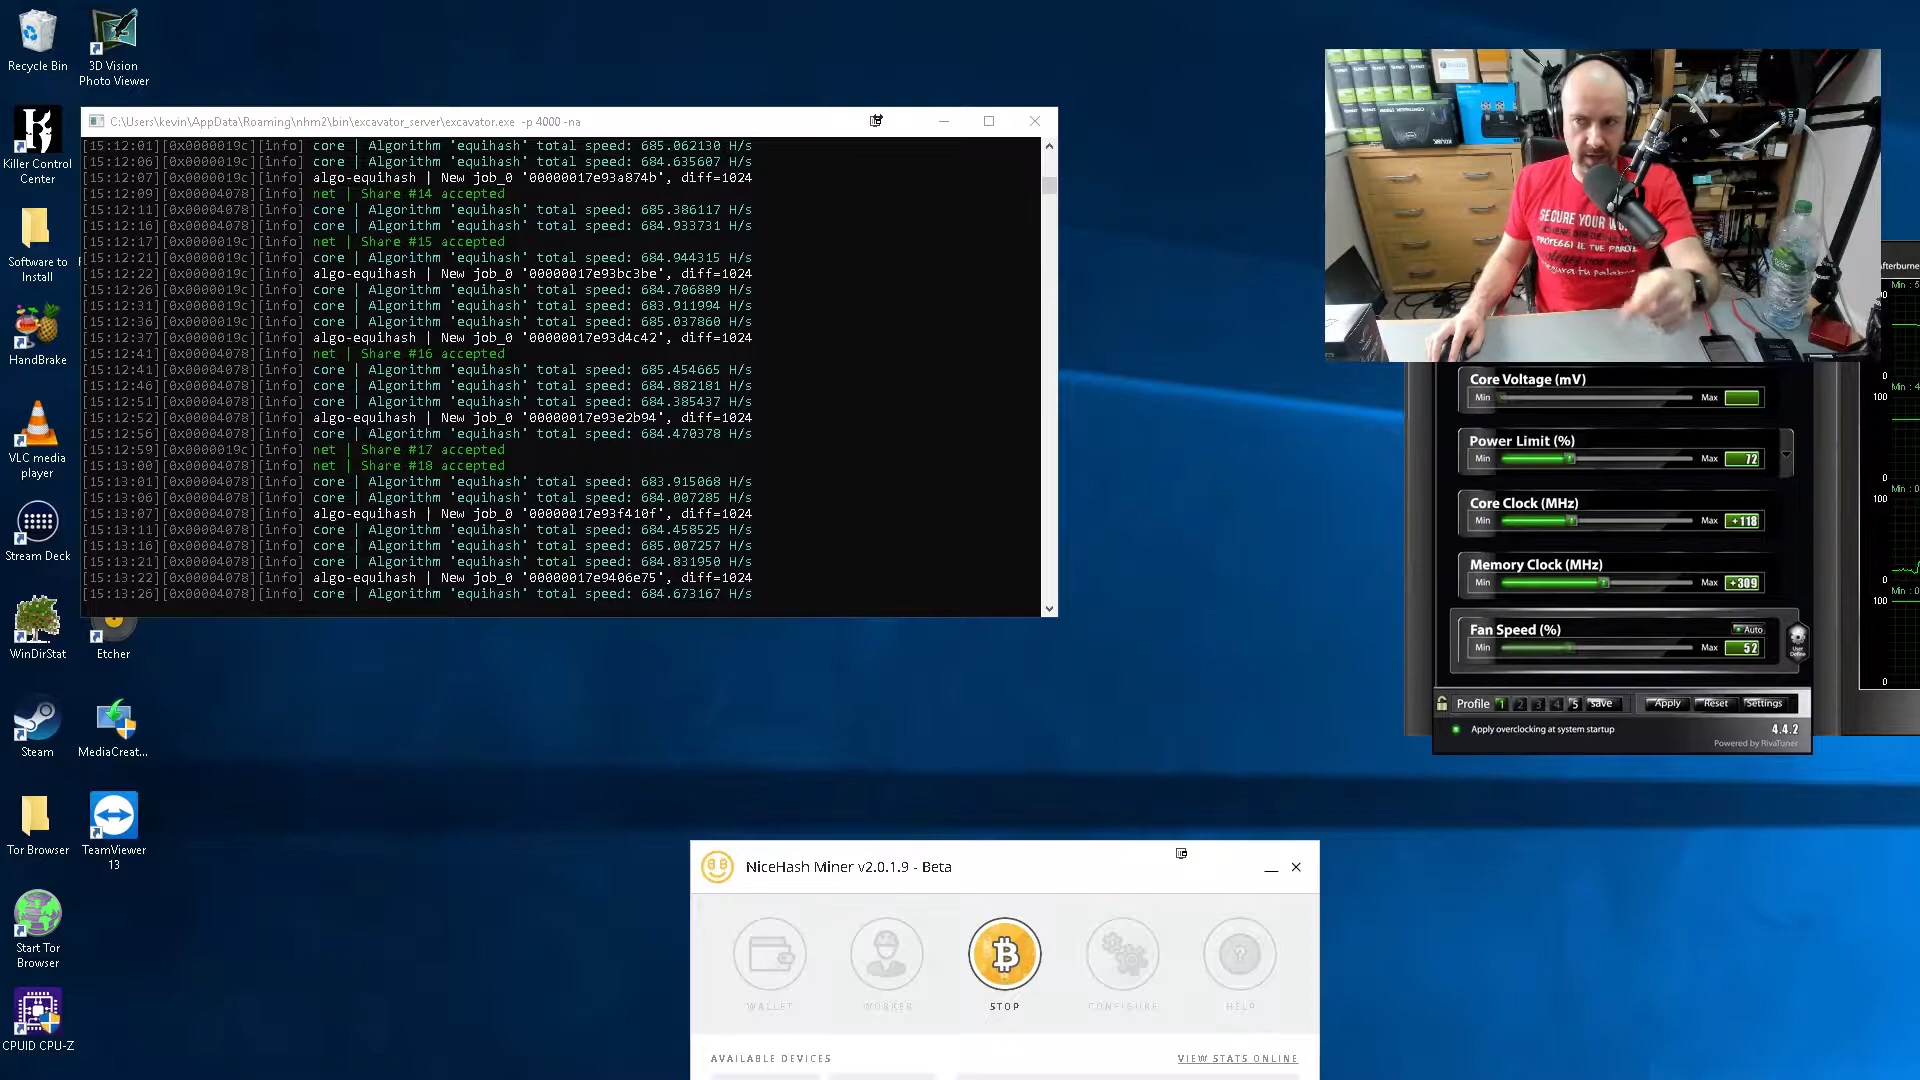 Recycle Bin
3D Vision
Photo Viewer
Killer Control
Center
Software to
Install
HandBrake
VLC media
player
Stream Deck
WinDirStat
Etcher
Steam
MediaCreat...
Tor Browser
TeamViewer
13
Start Tor
Browser
CPUID CPU-Z
C:\Users\kevin\AppData\Roaming\nhm2\bin\excavator_server\excavator.exe -p 4000 -na
[15:12:01][0x0000019c][info] core | Algorithm 'equihash' total speed: 685.062130 H/s
[15:12:06][0x0000019c][info] core | Algorithm 'equihash' total speed: 684.635607 H/s
[15:12:07][0x0000019c][info] algo-equihash | New job_0 '00000017e93a874b', diff=1024
[15:12:09][0x00004078][info] net | Share #14 accepted
[15:12:11][0x00004078][info] core | Algorithm 'equihash' total speed: 685.386117 H/s
[15:12:16][0x00004078][info] core | Algorithm 'equihash' total speed: 684.933731 H/s
[15:12:17][0x0000019c][info] net | Share #15 accepted
[15:12:21][0x0000019c][info] core | Algorithm 'equihash' total speed: 684.944315 H/s
[15:12:22][0x0000019c][info] algo-equihash | New job_0 '00000017e93bc3be', diff=1024
[15:12:26][0x0000019c][info] core | Algorithm 'equihash' total speed: 684.706889 H/s
[15:12:31][0x0000019c][info] core | Algorithm 'equihash' total speed: 683.911994 H/s
[15:12:36][0x0000019c][info] core | Algorithm 'equihash' total speed: 685.037860 H/s
[15:12:37][0x0000019c][info] algo-equihash | New job_0 '00000017e93d4c42', diff=1024
[15:12:41][0x00004078][info] net | Share #16 accepted
[15:12:41][0x00004078][info] core | Algorithm 'equihash' total speed: 685.454665 H/s
[15:12:46][0x00004078][info] core | Algorithm 'equihash' total speed: 684.882181 H/s
[15:12:51][0x00004078][info] core | Algorithm 'equihash' total speed: 684.385437 H/s
[15:12:52][0x00004078][info] algo-equihash | New job_0 '00000017e93e2b94', diff=1024
[15:12:56][0x00004078][info] core | Algorithm 'equihash' total speed: 684.470378 H/s
[15:12:59][0x00004078][info] net | Share #17 accepted
[15:13:00][0x00004078][info] net | Share #18 accepted
[15:13:01][0x00004078][info] core | Algorithm 'equihash' total speed: 683.915068 H/s
[15:13:06][0x00004078][info] core | Algorithm 'equihash' total speed: 684.007285 H/s
[15:13:07][0x00004078][info] algo-equihash | New job_0 '00000017e93f410f', diff=1024
[15:13:11][0x00004078][info] core | Algorithm 'equihash' total speed: 684.458525 H/s
[15:13:16][0x00004078][info] core | Algorithm 'equihash' total speed: 685.007257 H/s
[15:13:21][0x00004078][info] core | Algorithm 'equihash' total speed: 684.831950 H/s
[15:13:22][0x00004078][info] algo-equihash | New job_0 '00000017e9406e75', diff=1024
[15:13:26][0x00004078][info] core | Algorithm 'equihash' total speed: 684.673167 H/s
SECURE YOUR
Core Voltage (mV)
Min Max
Power Limit (%)
Min Max 72
Core Clock (MHz)
Min Max +118
Memory Clock (MHz)
Min Max +309
Fan Speed (%) Auto
Min Max 52
User
Define
Profile 1 2 3 4 5 Save Apply Reset Settings
Apply overclocking at system startup 4.4.2
Powered by RivaTuner
NiceHash Miner v2.0.1.9 - Beta
WALLET WORKER STOP CONFIGURE HELP
AVAILABLE DEVICES VIEW STATS ONLINE